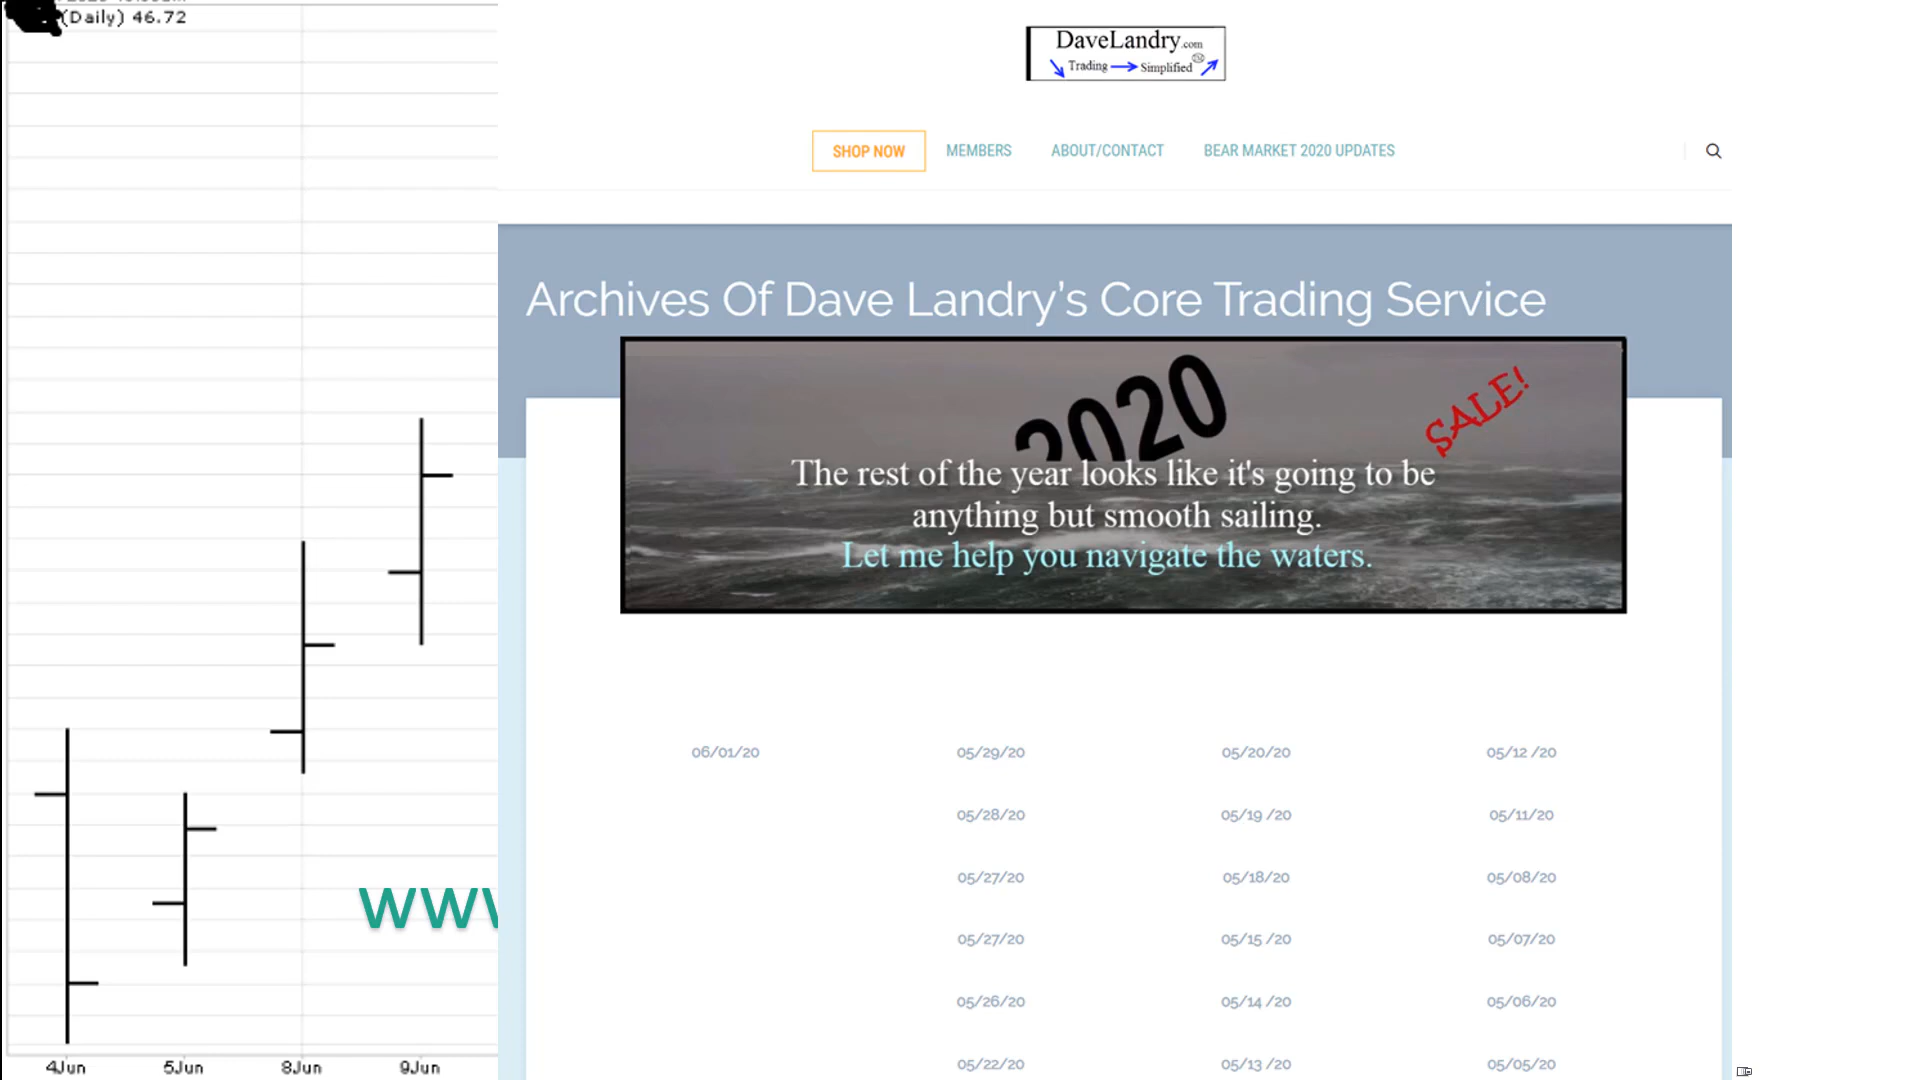 (Daily) 46.72
DaveLandry.com
Trading Simplified
SHOP NOW
MEMBERS
ABOUT/CONTACT
BEAR MARKET 2020 UPDATES
Archives Of Dave Landry's Core Trading Service
2020
SALE!
The rest of the year looks like it's going to be
anything but smooth sailing.
Let me help you navigate the waters.
06/01/20 05/29/20 05/20/20 05/12 /20
05/28/20 05/19 /20 05/11/20
05/27/20 05/18/20 05/08/20
05/27/20 05/15 /20 05/07/20
05/26/20 05/14 /20 05/06/20
05/22/20 05/13 /20 05/05/20
www
4Jun 5Jun 8Jun 9Jun